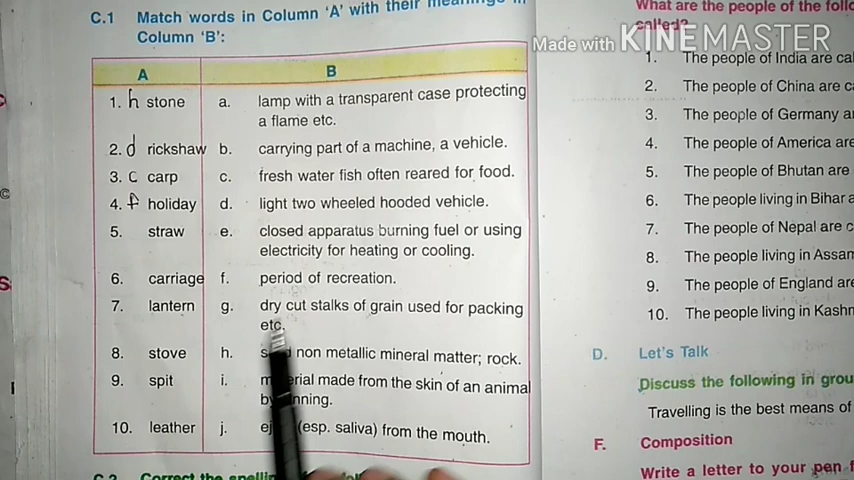 C.1 Match words in Column 'A' with their meanings in
Column 'B':
A B
1. h stone a. lamp with a transparent case protecting
a flame etc.
2. d rickshaw b. carrying part of a machine, a vehicle.
3. c carp c. fresh water fish often reared for food.
4. f holiday d. light two wheeled hooded vehicle.
5. straw e. closed apparatus burning fuel or using
electricity for heating or cooling.
6. carriage f. period of recreation.
7. lantern g. dry cut stalks of grain used for packing
etc.
8. stove h. non metallic mineral matter; rock.
9. spit i. made from the skin of an animal
10. leather j. (esp. saliva) from the mouth.
C.2 Correct the
What are the people of the
called?
Made with KINEMASTER
1. The people of India are
2. The people of China are
3. The people of Germany
4. The people of America are
5. The people of Bhutan are
6. The people living in Bihar
7. The people of Nepal are
8. The people living in
9. The people of England are
10. The people living in
D. Let's Talk
Discuss the following in
Travelling is the best means of
F. Composition
Write a letter to your pen